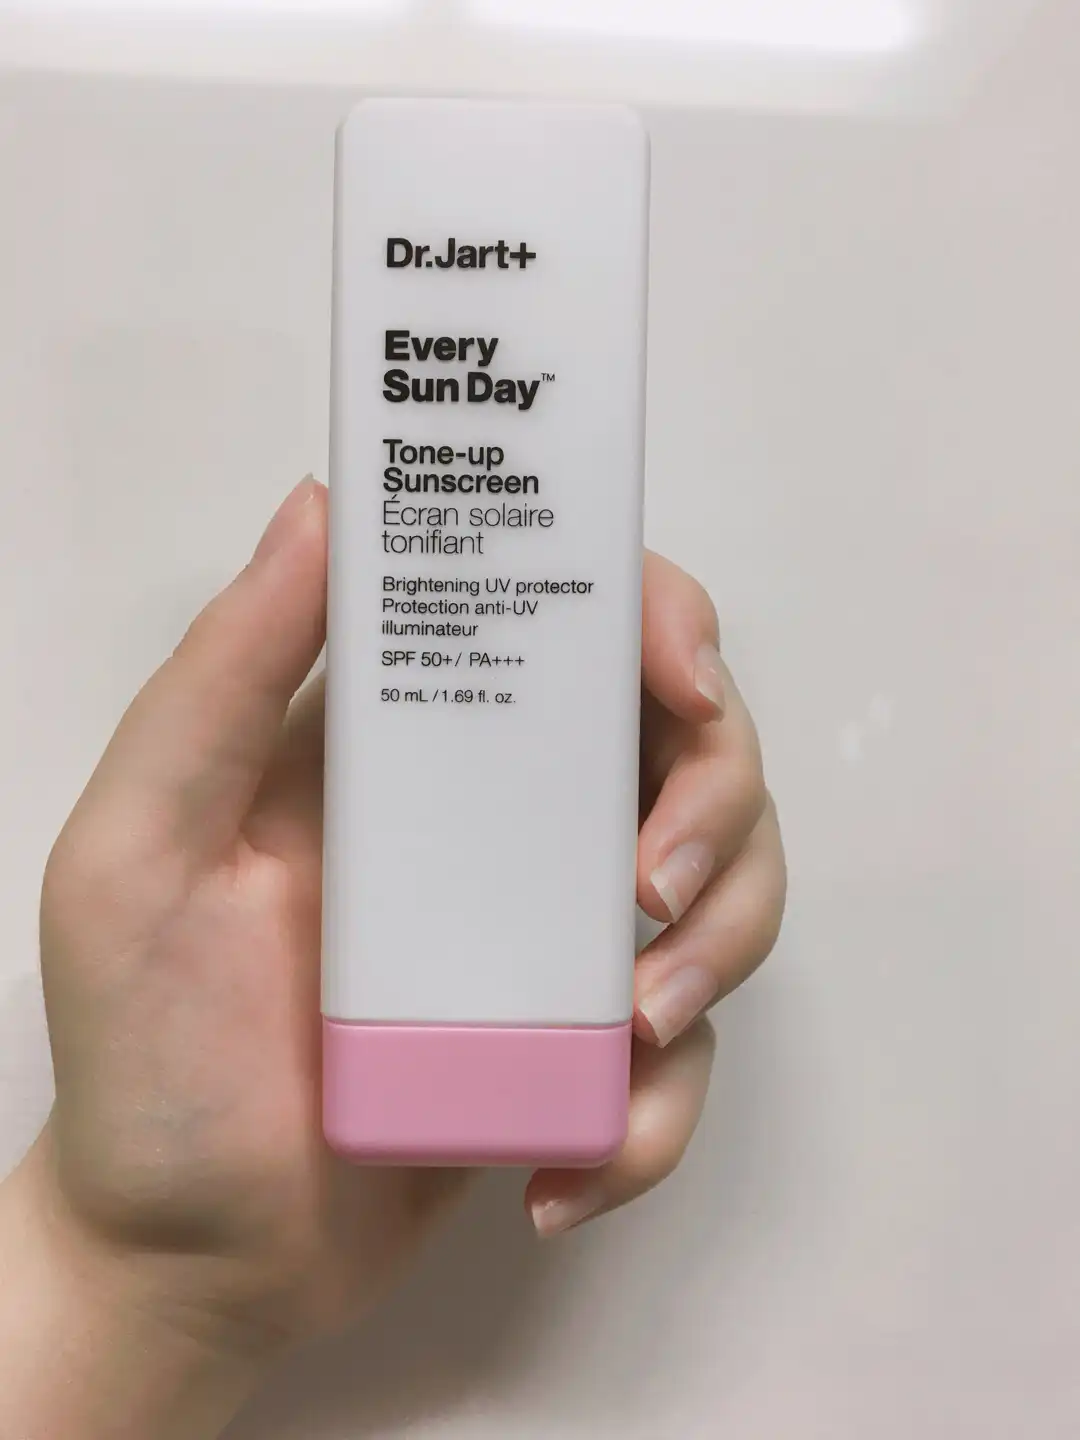 Dr.Jart+
Every
Sun Day™
Tone-up
Sunscreen
Écran solaire
tonifiant
Brightening UV protector
Protection anti-UV
illuminateur
SPF 50+/ PA+++
50 mL / 1.69 fl. oz.